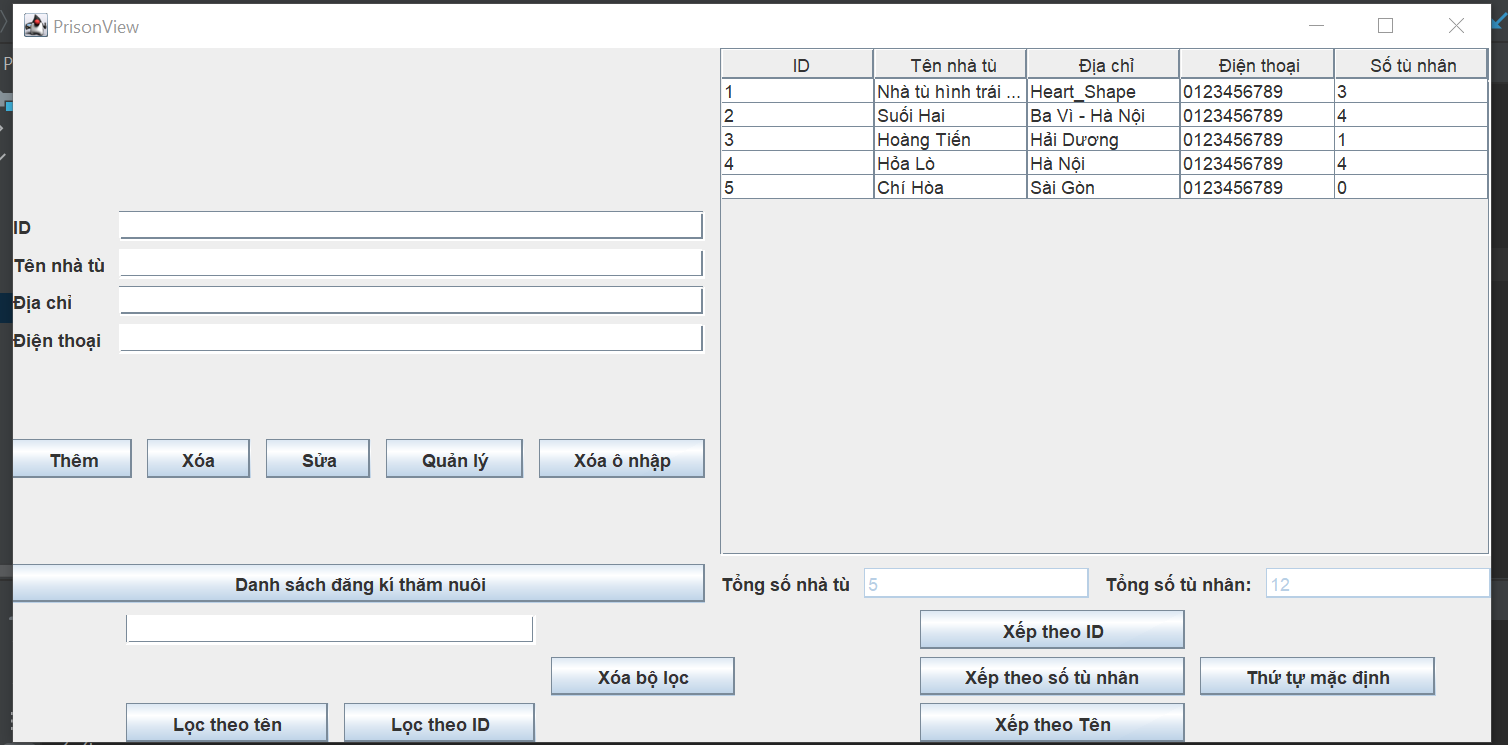 PrisonView
ID Tên nhà tù Địa chỉ Điện thoại Số tù nhân
1 Nhà tù hình trái ... Heart_Shape 0123456789 3
2 Suối Hai Ba Vì - Hà Nội 0123456789 4
3 Hoàng Tiến Hải Dương 0123456789 1
4 Hỏa Lò Hà Nội 0123456789 4
5 Chí Hòa Sài Gòn 0123456789 0
ID
Tên nhà tù
Địa chỉ
Điện thoại
Thêm Xóa Sửa Quản lý Xóa ô nhập
Danh sách đăng kí thăm nuôi
Tổng số nhà tù 5 Tổng số tù nhân: 12
Xếp theo ID
Xóa bộ lọc Xếp theo số tù nhân Thứ tự mặc định
Lọc theo tên Lọc theo ID Xếp theo Tên